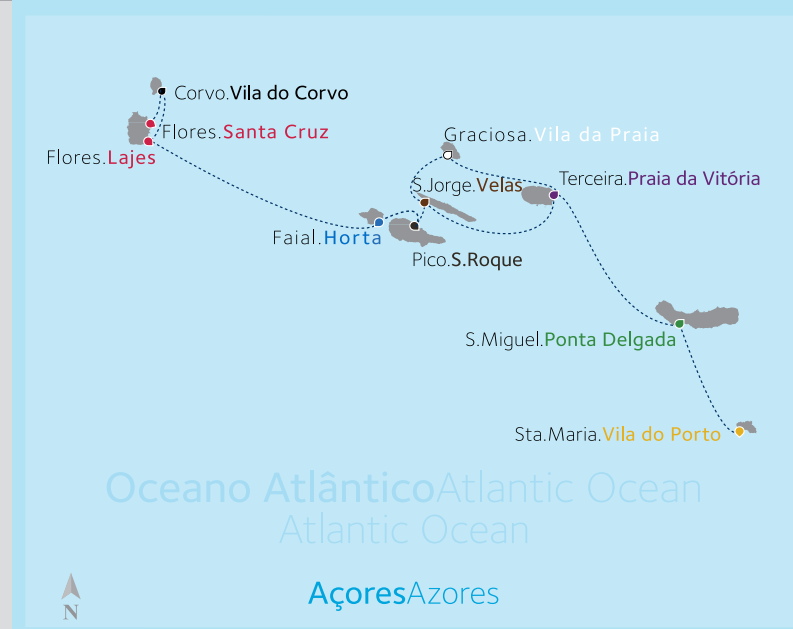 Corvo.Vila do Corvo
Flores.Santa Cruz
Graciosa.Vila da Praia
Flores.Lajes
S.Jorge.Velas
Terceira.Praia da Vitória
Faial.Horta
Pico.S.Roque
S.Miguel.Ponta Delgada
Sta.Maria.Vila do Porto
Oceano AtlânticoAtlantic Ocean
Atlantic Ocean
AçoresAzores
N